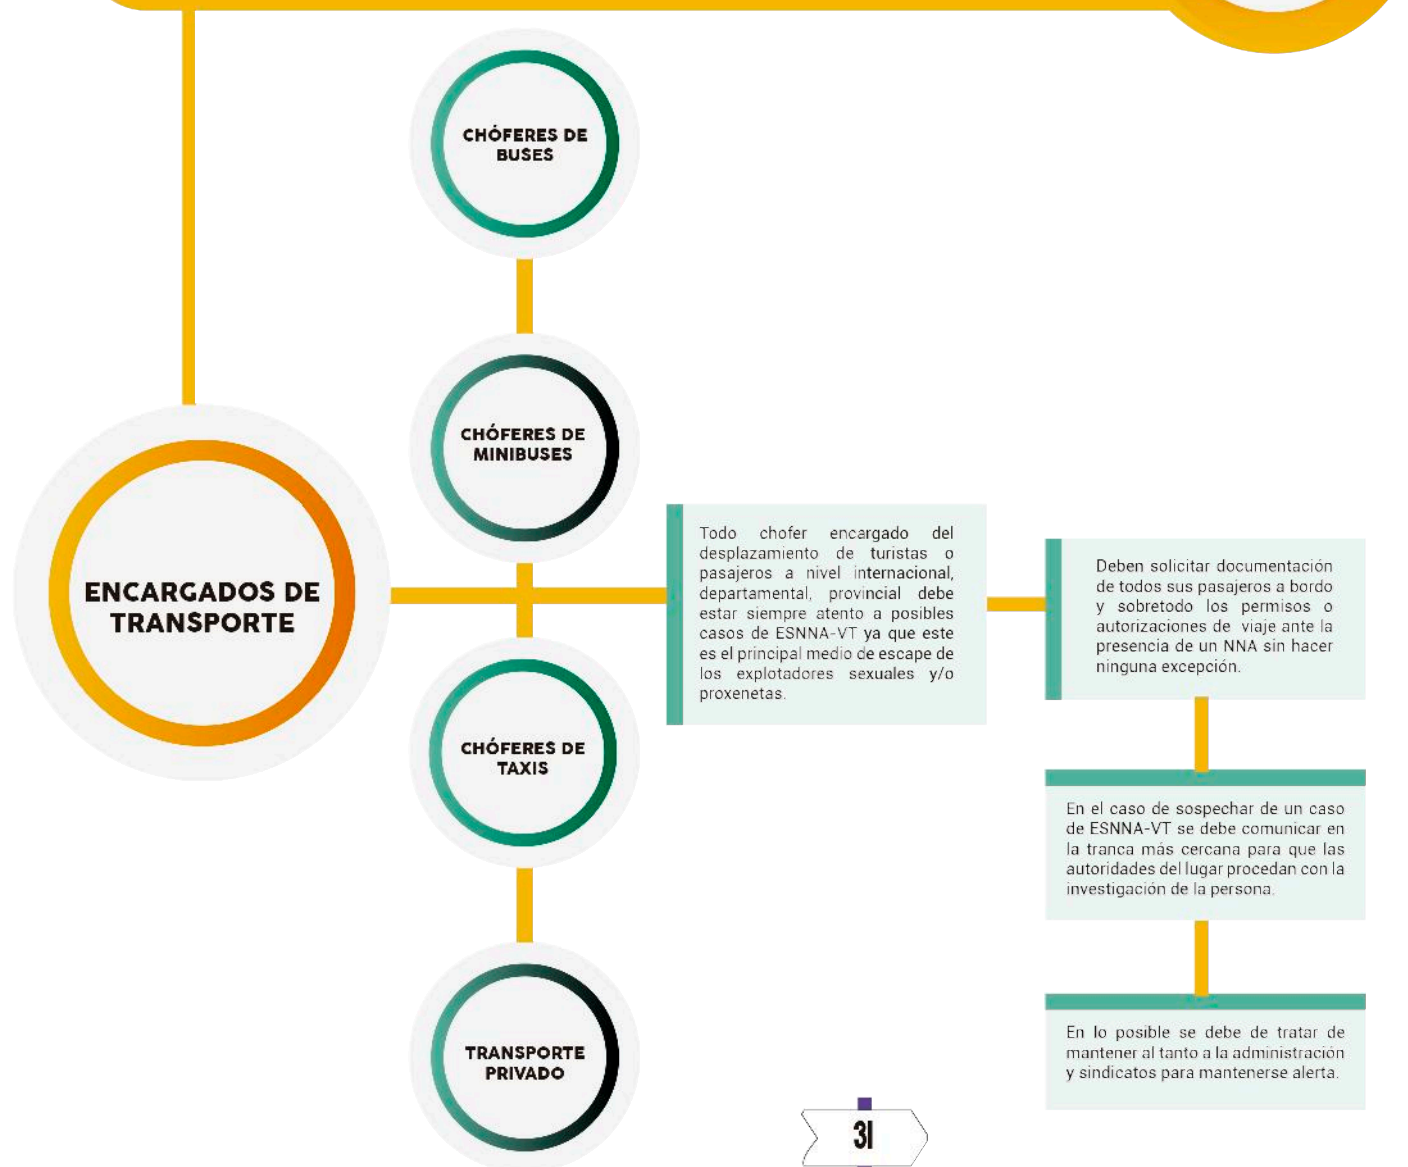 CHÓFERES DE
BUSES
CHÓFERES DE
MINIBUSES
ENCARGADOS DE
TRANSPORTE
CHÓFERES DE
TAXIS
TRANSPORTE
PRIVADO
Todo chofer encargado del
desplazamiento de turistas o
pasajeros a nivel internacional,
departamental, provincial debe
estar siempre atento a posibles
casos de ESNNA-VT ya que este
es el principal medio de escape de
los explotadores sexuales y/o
proxenetas.
Deben solicitar documentación
de todos sus pasajeros a bordo
y sobretodo los permisos o
autorizaciones de viaje ante la
presencia de un NNA sin hacer
ninguna excepción.
En el caso de sospechar de un caso
de ESNNA-VT se debe comunicar en
la tranca más cercana para que las
autoridades del lugar procedan con la
investigación de la persona.
En lo posible se debe de tratar de
mantener al tanto a la administración
y sindicatos para mantenerse alerta.
31